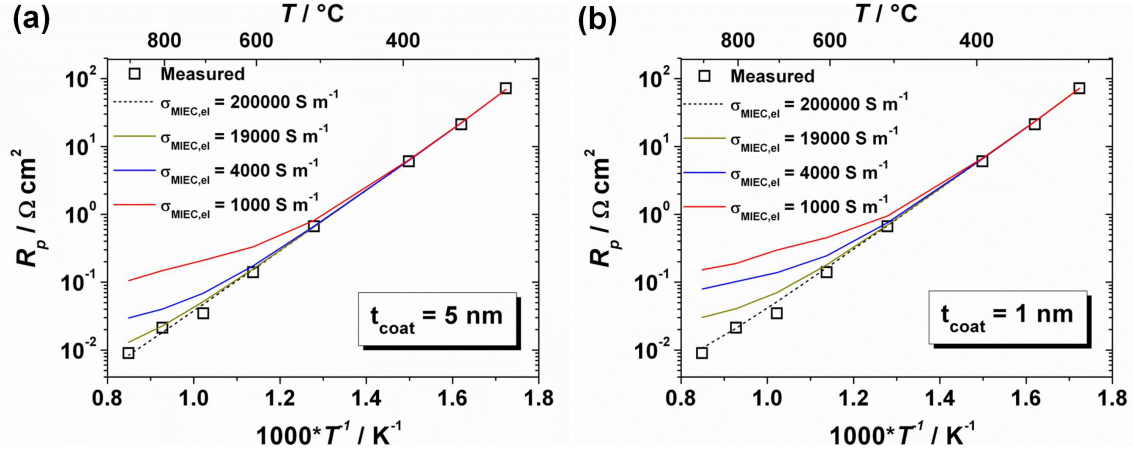 (a)
T / °C
800 600 400
10² 10¹ 10⁰ 10⁻¹ 10⁻²
Rₚ / Ω cm²
Measured
σMIEC,el = 200000 S m⁻¹
σMIEC,el = 19000 S m⁻¹
σMIEC,el = 4000 S m⁻¹
σMIEC,el = 1000 S m⁻¹
tcoat = 5 nm
0.8 1.0 1.2 1.4 1.6 1.8
1000*T⁻¹ / K⁻¹
(b)
T / °C
800 600 400
10² 10¹ 10⁰ 10⁻¹ 10⁻²
Rₚ / Ω cm²
Measured
σMIEC,el = 200000 S m⁻¹
σMIEC,el = 19000 S m⁻¹
σMIEC,el = 4000 S m⁻¹
σMIEC,el = 1000 S m⁻¹
tcoat = 1 nm
0.8 1.0 1.2 1.4 1.6 1.8
1000*T⁻¹ / K⁻¹